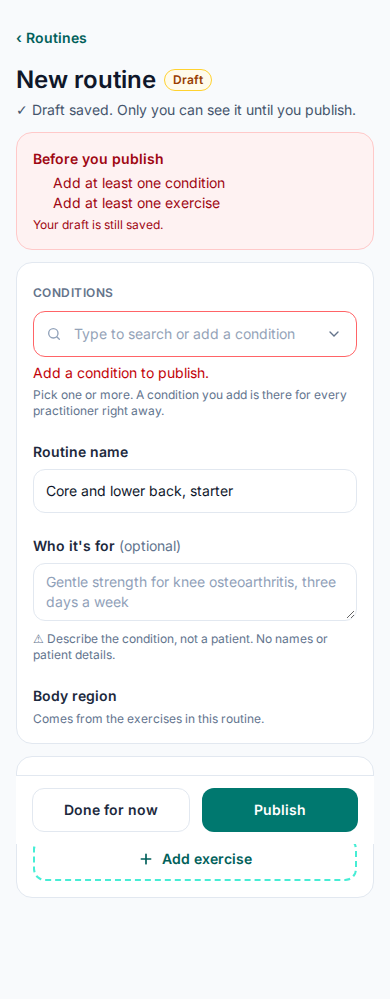 ‹ Routines
New routine Draft
✓ Draft saved. Only you can see it until you publish.
Before you publish
Add at least one condition
Add at least one exercise
Your draft is still saved.
CONDITIONS
Type to search or add a condition
Add a condition to publish.
Pick one or more. A condition you add is there for every
practitioner right away.
Routine name
Core and lower back, starter
Who it's for (optional)
Gentle strength for knee osteoarthritis, three
days a week
⚠ Describe the condition, not a patient. No names or
patient details.
Body region
Comes from the exercises in this routine.
Done for now Publish
+ Add exercise